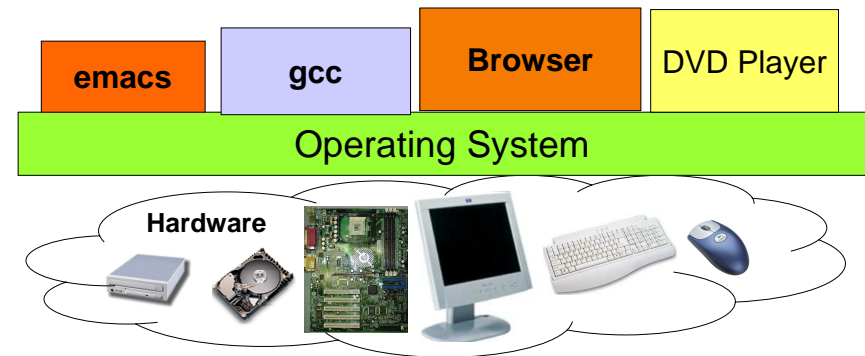 emacs
gcc
Browser
DVD Player
Operating System
Hardware